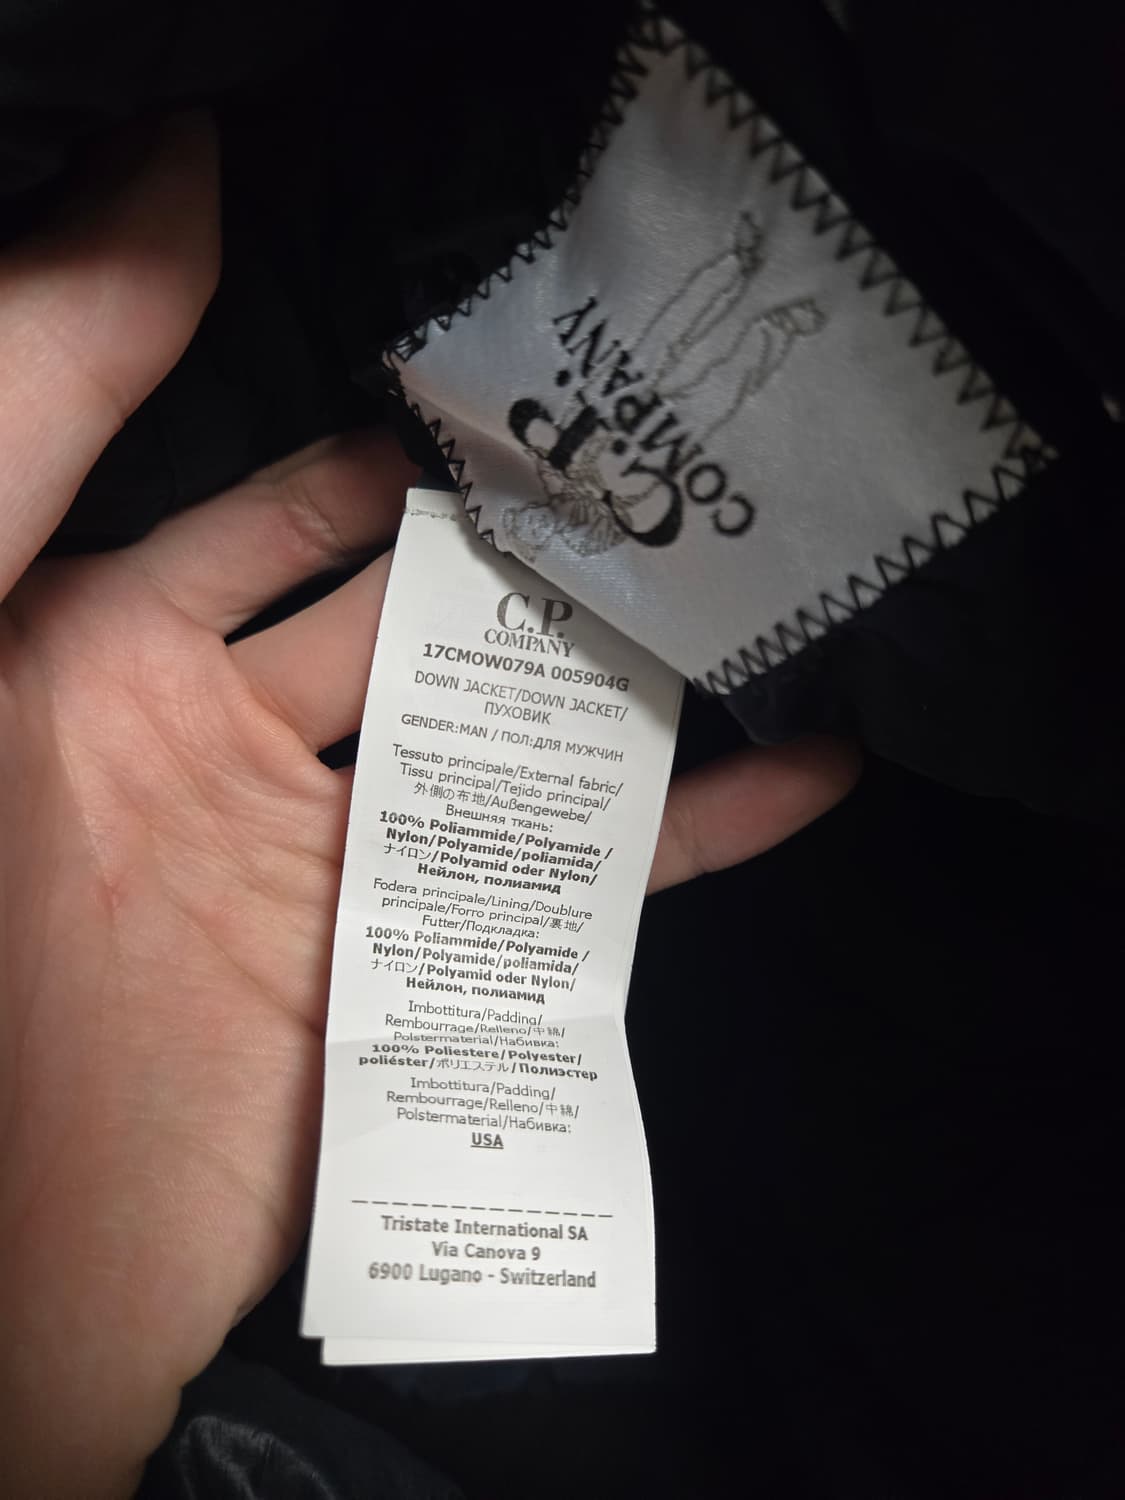 C.P.
COMPANY
C.P.
COMPANY
17CMOW079A 005904G
DOWN JACKET/DOWN JACKET/
ПУХОВИК
GENDER:MAN / ПОЛ:ДЛЯ МУЖЧИН
Tessuto principale/External fabric/
Tissu principal/Tejido principal/
外側の布地/Außengewebe/
Внешняя ткань:
100% Poliammide/Polyamide /
Nylon/Polyamide/poliamida/
ナイロン/Polyamid oder Nylon/
Нейлон, полиамид
Fodera principale/Lining/Doublure
principale/Forro principal/裏地/
Futter/Подкладка:
100% Poliammide/Polyamide /
Nylon/Polyamide/poliamida/
ナイロン/Polyamid oder Nylon/
Нейлон, полиамид
Imbottitura/Padding/
Rembourrage/Relleno/中綿/
Polstermaterial/Набивка:
100% Poliestere/Polyester/
poliéster/ポリエステル/Полиэстер
Imbottitura/Padding/
Rembourrage/Relleno/中綿/
Polstermaterial/Набивка:
USA
Tristate International SA
Via Canova 9
6900 Lugano - Switzerland